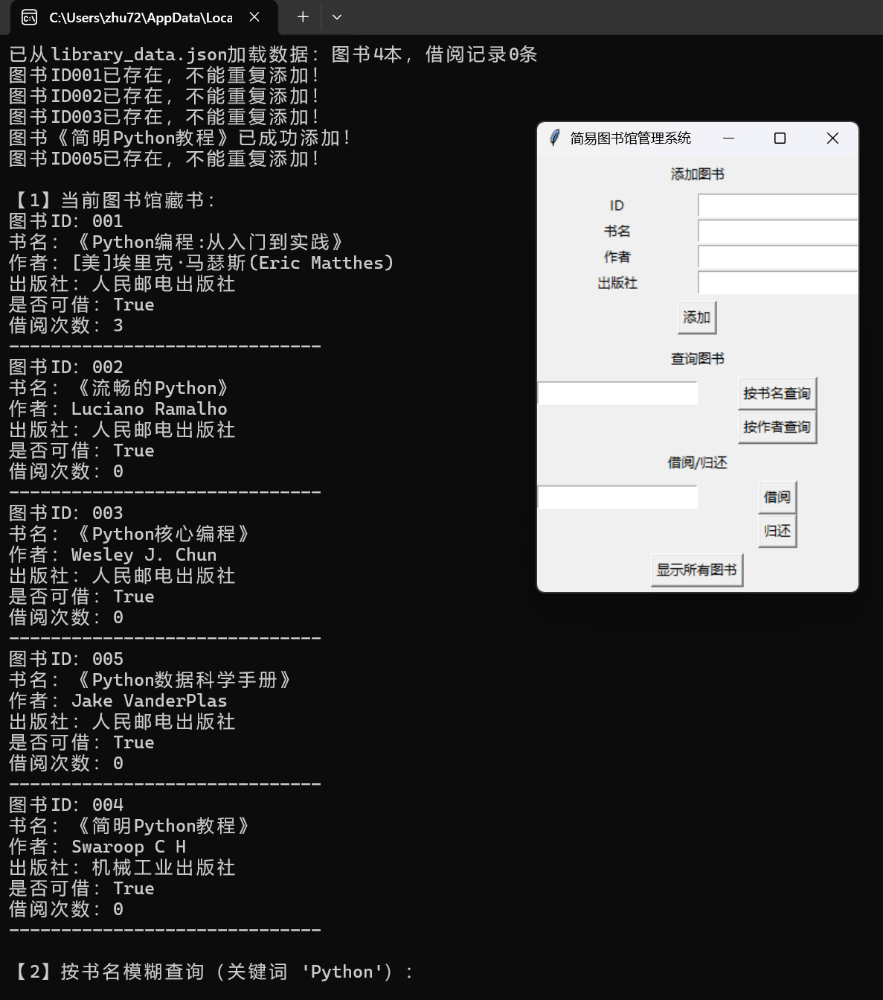 C:\Users\zhu72\AppData\Loca
已从library_data.json加载数据: 图书4本, 借阅记录0条
图书ID001已存在, 不能重复添加!
图书ID002已存在, 不能重复添加!
图书ID003已存在, 不能重复添加!
图书《简明Python教程》已成功添加!
图书ID005已存在, 不能重复添加!
【1】当前图书馆藏书:
图书ID: 001
书名: 《Python编程:从入门到实践》
作者: [美]埃里克·马瑟斯(Eric Matthes)
出版社: 人民邮电出版社
是否可借: True
借阅次数: 3
------------------------------
图书ID: 002
书名: 《流畅的Python》
作者: Luciano Ramalho
出版社: 人民邮电出版社
是否可借: True
借阅次数: 0
------------------------------
图书ID: 003
书名: 《Python核心编程》
作者: Wesley J. Chun
出版社: 人民邮电出版社
是否可借: True
借阅次数: 0
------------------------------
图书ID: 005
书名: 《Python数据科学手册》
作者: Jake VanderPlas
出版社: 人民邮电出版社
是否可借: True
借阅次数: 0
------------------------------
图书ID: 004
书名: 《简明Python教程》
作者: Swaroop C H
出版社: 机械工业出版社
是否可借: True
借阅次数: 0
------------------------------
【2】按书名模糊查询 (关键词 'Python') :
简易图书馆管理系统
添加图书
ID
书名
作者
出版社
添加
查询图书
按书名查询
按作者查询
借阅/归还
借阅
归还
显示所有图书